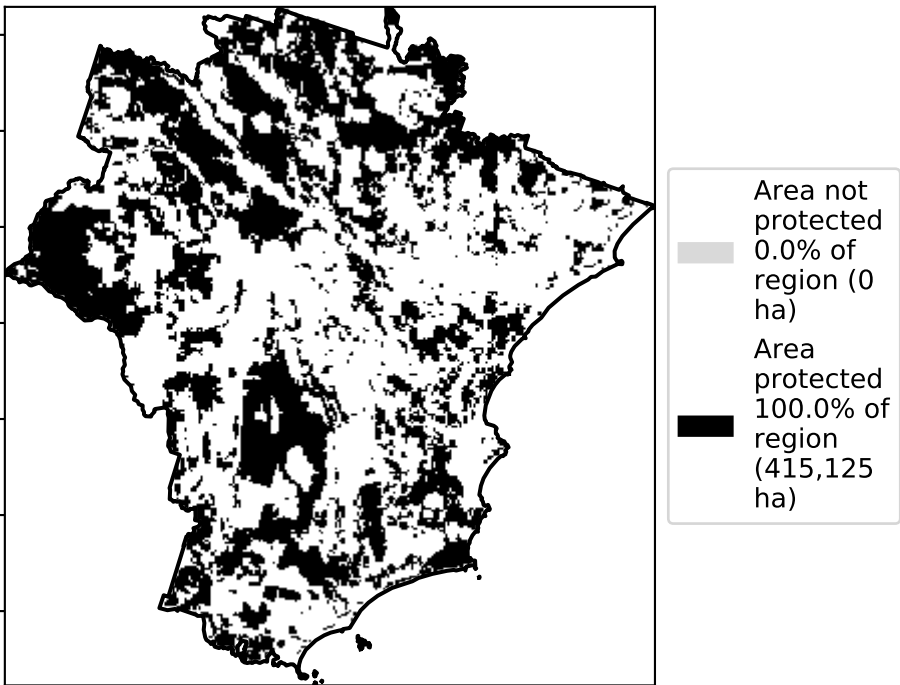 Area not
protected
0.0% of
region (0
ha)
Area
protected
100.0% of
region
(415,125
ha)